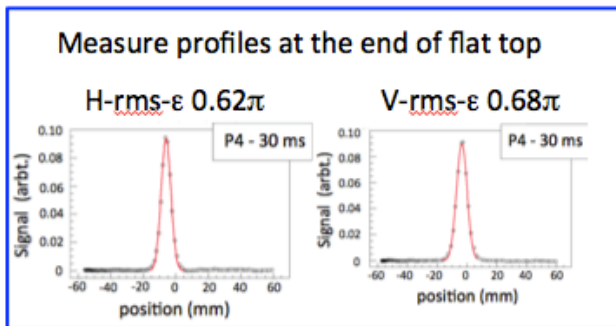 Measure profiles at the end of flat top
H-rms-ε 0.62π
V-rms-ε 0.68π
P4 - 30 ms
P4 - 30 ms
Signal (arbt.)
0.10
0.08
0.06
0.04
0.02
0
-60 -40 -20 0 20 40 60
position (mm)
Signal (arbt.)
0.10
0.08
0.06
0.04
0.02
0
-60 -40 -20 0 20 40 60
position (mm)